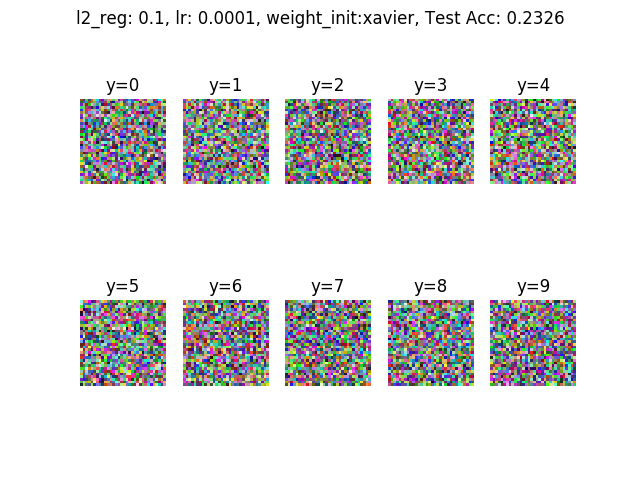 l2_reg: 0.1, lr: 0.0001, weight_init:xavier, Test Acc: 0.2326
y=0 y=1 y=2 y=3 y=4
y=5 y=6 y=7 y=8 y=9